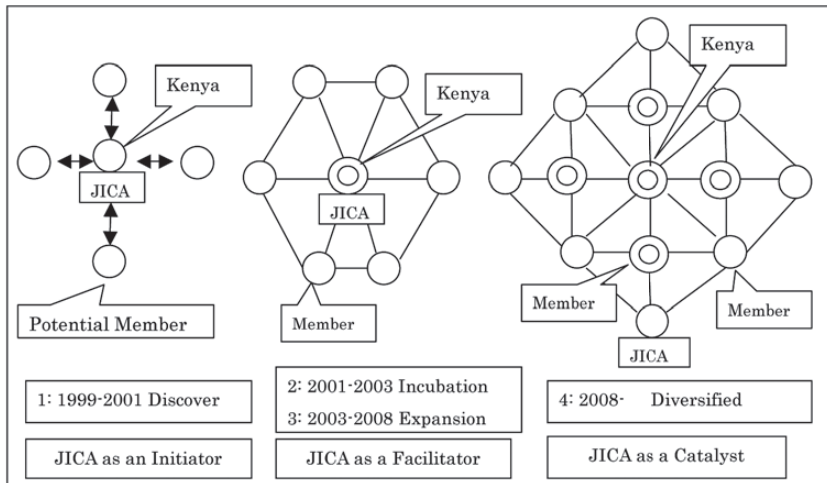 Kenya
JICA
Potential Member
1: 1999-2001 Discover
JICA as an Initiator
Kenya
JICA
Member
2: 2001-2003 Incubation
3: 2003-2008 Expansion
JICA as a Facilitator
Kenya
Member
Member
JICA
4: 2008- Diversified
JICA as a Catalyst